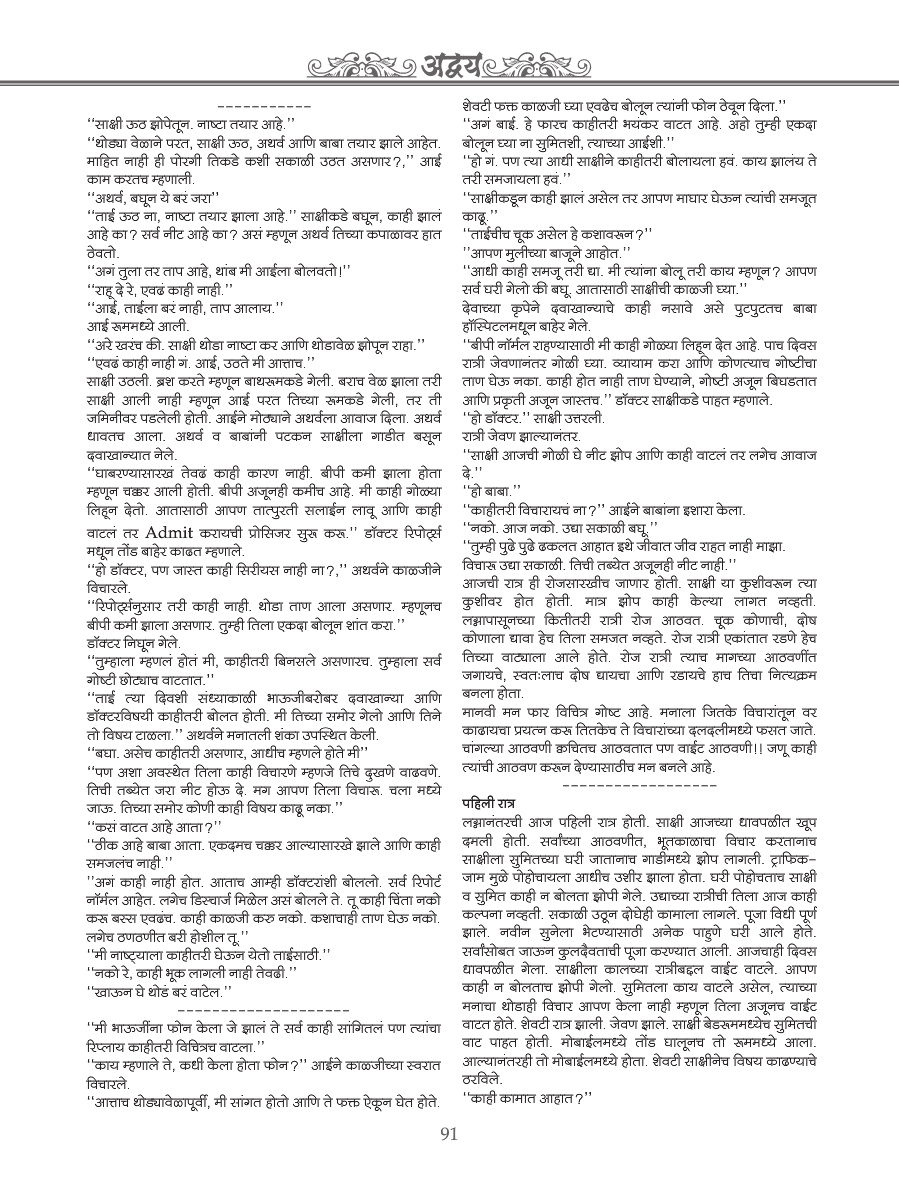 अद्वय
-----------
‘‘साक्षी ऊठ झोपेतून. नाष्टा तयार आहे.’’
‘‘थोड्या वेळाने परत, साक्षी ऊठ, अथर्व आणि बाबा तयार झाले आहेत.
माहित नाही ही पोरगी तिकडे कशी सकाळी उठत असणार?,’’ आई
काम करतच म्हणाली.
‘‘अथर्व, बघून ये बरं जरा’’
‘‘ताई ऊठ ना, नाष्टा तयार झाला आहे.’’ साक्षीकडे बघून, काही झालं
आहे का? सर्व नीट आहे का? असं म्हणून अथर्व तिच्या कपाळावर हात
ठेवतो.
‘‘अगं तुला तर ताप आहे, थांब मी आईला बोलवतो!’’
‘‘राहू दे रे, एवढं काही नाही.’’
‘‘आई, ताईला बरं नाही, ताप आलाय.’’
आई रूममध्ये आली.
‘‘अरे खरंच की. साक्षी थोडा नाष्टा कर आणि थोडावेळ झोपून राहा.’’
‘‘एवढं काही नाही गं. आई, उठते मी आत्ताच.’’
साक्षी उठली. ब्रश करते म्हणून बाथरूमकडे गेली. बराच वेळ झाला तरी
साक्षी आली नाही म्हणून आई परत तिच्या रूमकडे गेली, तर ती
जमिनीवर पडलेली होती. आईने मोठ्याने अथर्वला आवाज दिला. अथर्व
धावतच आला. अथर्व व बाबांनी पटकन साक्षीला गाडीत बसून
दवाखान्यात नेले.
‘‘घाबरण्यासारखं तेवढं काही कारण नाही. बीपी कमी झाला होता
म्हणून चक्कर आली होती. बीपी अजूनही कमीच आहे. मी काही गोळ्या
लिहून देतो. आतासाठी आपण तात्पुरती सलाईन लावू आणि काही
वाटलं तर Admit करायची प्रोसिजर सुरू करू.’’ डॉक्टर रिपोर्ट्स
मधून तोंड बाहेर काढत म्हणाले.
‘‘हो डॉक्टर, पण जास्त काही सिरीयस नाही ना?,’’ अथर्वने काळजीने
विचारले.
‘‘रिपोर्ट्सनुसार तरी काही नाही. थोडा ताण आला असणार. म्हणूनच
बीपी कमी झाला असणार. तुम्ही तिला एकदा बोलून शांत करा.’’
डॉक्टर निघून गेले.
‘‘तुम्हाला म्हणलं होतं मी, काहीतरी बिनसले असणारच. तुम्हाला सर्व
गोष्टी छोट्याच वाटतात.’’
‘‘ताई त्या दिवशी संध्याकाळी भाऊजीबरोबर दवाखान्या आणि
डॉक्टरविषयी काहीतरी बोलत होती. मी तिच्या समोर गेलो आणि तिने
तो विषय टाळला.’’ अथर्वने मनातली शंका उपस्थित केली.
‘‘बघा. असेच काहीतरी असणार, आधीच म्हणले होते मी’’
‘‘पण अशा अवस्थेत तिला काही विचारणे म्हणजे तिचे दुखणे वाढवणे.
तिची तब्येत जरा नीट होऊ दे. मग आपण तिला विचारू. चला मध्ये
जाऊ. तिच्या समोर कोणी काही विषय काढू नका.’’
‘‘कसं वाटत आहे आता?’’
‘‘ठीक आहे बाबा आता. एकदमच चक्कर आल्यासारखे झाले आणि काही
समजलंच नाही.’’
’’अगं काही नाही होत. आताच आम्ही डॉक्टरांशी बोललो. सर्व रिपोर्ट
नॉर्मल आहेत. लगेच डिस्चार्ज मिळेल असं बोलले ते. तू काही चिंता नको
करू बस्स एवढंच. काही काळजी करु नको. कशाचाही ताण घेऊ नको.
लगेच ठणठणीत बरी होशील तू.’’
‘‘मी नाष्ट्याला काहीतरी घेऊन येतो ताईसाठी.’’
‘‘नको रे, काही भूक लागली नाही तेवढी.’’
‘‘खाऊन घे थोडं बरं वाटेल.’’
--------------------
‘‘मी भाऊजींना फोन केला जे झालं ते सर्व काही सांगितलं पण त्यांचा
रिप्लाय काहीतरी विचित्रच वाटला.’’
‘‘काय म्हणाले ते, कधी केला होता फोन?’’ आईने काळजीच्या स्वरात
विचारले.
‘‘आत्ताच थोड्यावेळापूर्वी, मी सांगत होतो आणि ते फक्त ऐकून घेत होते.
शेवटी फक्त काळजी घ्या एवढेच बोलून त्यांनी फोन ठेवून दिला.’’
‘‘अगं बाई. हे फारच काहीतरी भयंकर वाटत आहे. अहो तुम्ही एकदा
बोलून घ्या ना सुमितशी, त्याच्या आईशी.’’
‘‘हो गं. पण त्या आधी साक्षीने काहीतरी बोलायला हवं. काय झालंय ते
तरी समजायला हवं.’’
‘‘साक्षीकडून काही झालं असेल तर आपण माघार घेऊन त्यांची समजूत
काढू.’’
‘‘ताईचीच चूक असेल हे कशावरून?’’
’’आपण मुलीच्या बाजूने आहोत.’’
‘‘आधी काही समजू तरी द्या. मी त्यांना बोलू तरी काय म्हणून? आपण
सर्व घरी गेलो की बघू. आतासाठी साक्षीची काळजी घ्या.’’
देवाच्या कृपेने दवाखान्याचे काही नसावे असे पुटपुटतच बाबा
हॉस्पिटलमधून बाहेर गेले.
‘‘बीपी नॉर्मल राहण्यासाठी मी काही गोळ्या लिहून देत आहे. पाच दिवस
रात्री जेवणानंतर गोळी घ्या. व्यायाम करा आणि कोणत्याच गोष्टीचा
ताण घेऊ नका. काही होत नाही ताण घेण्याने, गोष्टी अजून बिघडतात
आणि प्रकृती अजून जास्तच.’’ डॉक्टर साक्षीकडे पाहत म्हणाले.
‘‘हो डॉक्टर.’’ साक्षी उत्तरली.
रात्री जेवण झाल्यानंतर.
‘‘साक्षी आजची गोळी घे नीट झोप आणि काही वाटलं तर लगेच आवाज
दे.’’
‘‘हो बाबा.’’
‘‘काहीतरी विचारायचं ना?’’ आईने बाबांना इशारा केला.
‘‘नको. आज नको. उद्या सकाळी बघू.’’
‘‘तुम्ही पुढे पुढे ढकलत आहात इथे जीवात जीव राहत नाही माझा.
विचारू उद्या सकाळी. तिची तब्येत अजूनही नीट नाही.’’
आजची रात्र ही रोजसारखीच जाणार होती. साक्षी या कुशीवरून त्या
कुशीवर होत होती. मात्र झोप काही केल्या लागत नव्हती.
लग्नापासूनच्या कितीतरी रात्री रोज आठवत. चूक कोणाची, दोष
कोणाला द्यावा हेच तिला समजत नव्हते. रोज रात्री एकांतात रडणे हेच
तिच्या वाट्याला आले होते. रोज रात्री त्याच मागच्या आठवणींत
जगायचे, स्वतःलाच दोष द्यायचा आणि रडायचे हाच तिचा नित्यक्रम
बनला होता.
मानवी मन फार विचित्र गोष्ट आहे. मनाला जितके विचारांतून वर
काढायचा प्रयत्न करू तितकेच ते विचारांच्या दलदलीमध्ये फसत जाते.
चांगल्या आठवणी क्वचितच आठवतात पण वाईट आठवणी!! जणू काही
त्यांची आठवण करून देण्यासाठीच मन बनले आहे.
------------------
पहिली रात्र
लग्नानंतरची आज पहिली रात्र होती. साक्षी आजच्या धावपळीत खूप
दमली होती. सर्वांच्या आठवणीत, भूतकाळाचा विचार करतानाच
साक्षीला सुमितच्या घरी जातानाच गाडीमध्ये झोप लागली. ट्राफिक-
जाम मुळे पोहोचायला आधीच उशीर झाला होता. घरी पोहोचताच साक्षी
व सुमित काही न बोलता झोपी गेले. उद्याच्या रात्रीची तिला आज काही
कल्पना नव्हती. सकाळी उठून दोघेही कामाला लागले. पूजा विधी पूर्ण
झाले. नवीन सुनेला भेटण्यासाठी अनेक पाहुणे घरी आले होते.
सर्वांसोबत जाऊन कुलदैवताची पूजा करण्यात आली. आजचाही दिवस
धावपळीत गेला. साक्षीला कालच्या रात्रीबद्दल वाईट वाटले. आपण
काही न बोलताच झोपी गेलो. सुमितला काय वाटले असेल, त्याच्या
मनाचा थोडाही विचार आपण केला नाही म्हणून तिला अजूनच वाईट
वाटत होते. शेवटी रात्र झाली. जेवण झाले. साक्षी बेडरूममध्येच सुमितची
वाट पाहत होती. मोबाईलमध्ये तोंड घालूनच तो रूममध्ये आला.
आल्यानंतरही तो मोबाईलमध्ये होता. शेवटी साक्षीनेच विषय काढण्याचे
ठरविले.
‘‘काही कामात आहात?’’
91